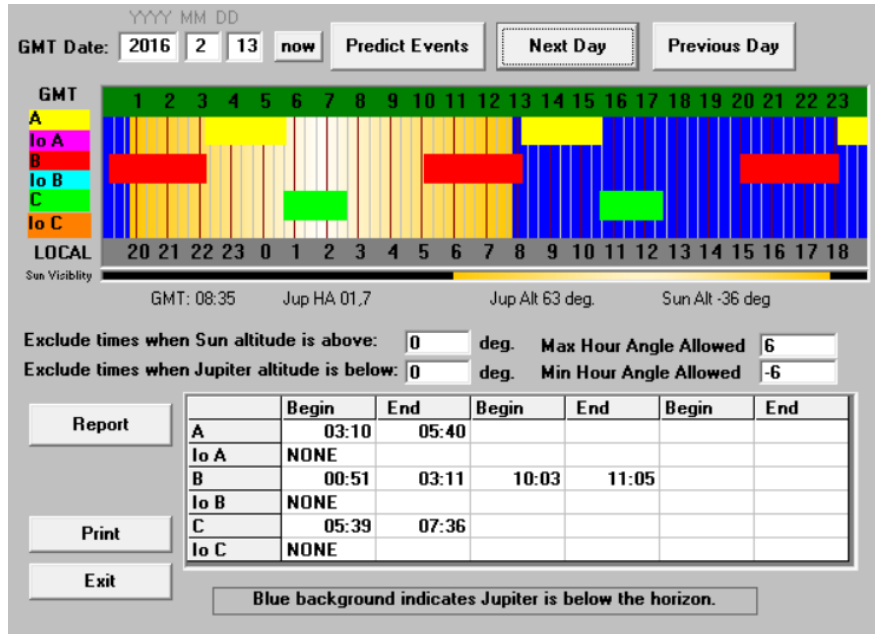 YYYY MM DD
GMT Date: 2016 2 13 now Predict Events Next Day Previous Day
GMT 1 2 3 4 5 6 7 8 9 10 11 12 13 14 15 16 17 18 19 20 21 22 23
A
Io A
B
Io B
C
Io C
LOCAL 20 21 22 23 0 1 2 3 4 5 6 7 8 9 10 11 12 13 14 15 16 17 18
Sun Visiblity
GMT: 08:35 Jup HA 01,7 Jup Alt 63 deg. Sun Alt -36 deg
Exclude times when Sun altitude is above: 0 deg. Max Hour Angle Allowed 6
Exclude times when Jupiter altitude is below: 0 deg. Min Hour Angle Allowed -6
Report
Begin End Begin End Begin End
A 03:10 05:40
Io A NONE
B 00:51 03:11 10:03 11:05
Io B NONE
C 05:39 07:36
Io C NONE
Print
Exit
Blue background indicates Jupiter is below the horizon.